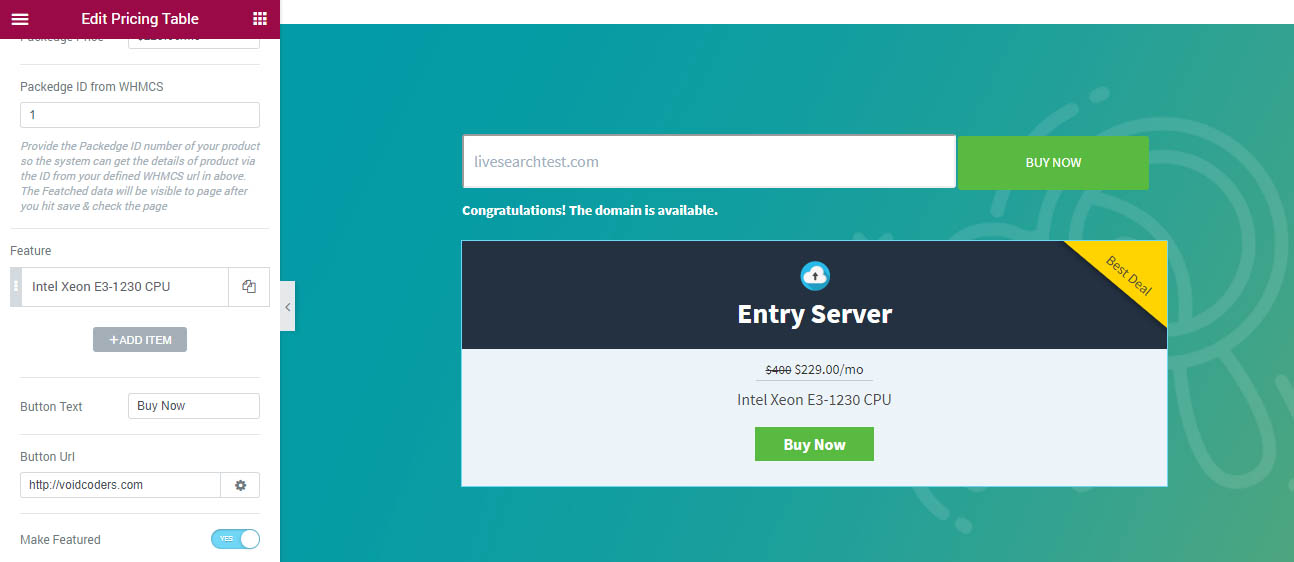 Edit Pricing Table
Packedge Price
Packedge ID from WHMCS
1
Provide the Packedge ID number of your product
so the system can get the details of product via
the ID from your defined WHMCS url in above.
The Featched data will be visible to page after
you hit save & check the page
Feature
Intel Xeon E3-1230 CPU
+ADD ITEM
Button Text
Buy Now
Button Url
http://voidcoders.com
Make Featured
YES
livesearchtest.com
BUY NOW
Congratulations! The domain is available.
Best Deal
Entry Server
$400 $229.00/mo
Intel Xeon E3-1230 CPU
Buy Now